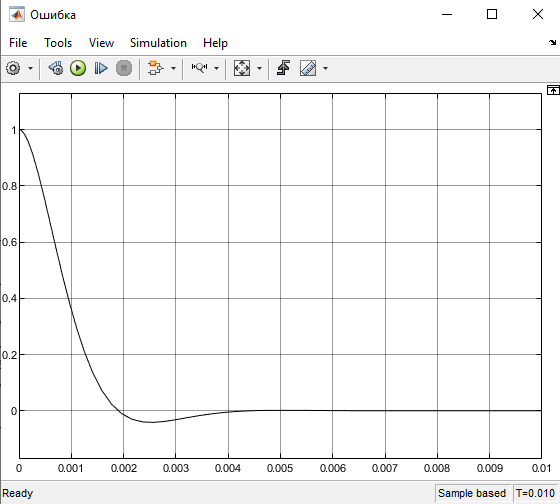 Ошибка
File Tools View Simulation Help
1
0.8
0.6
0.4
0.2
0
0 0.001 0.002 0.003 0.004 0.005 0.006 0.007 0.008 0.009 0.01
Ready Sample based T=0.010